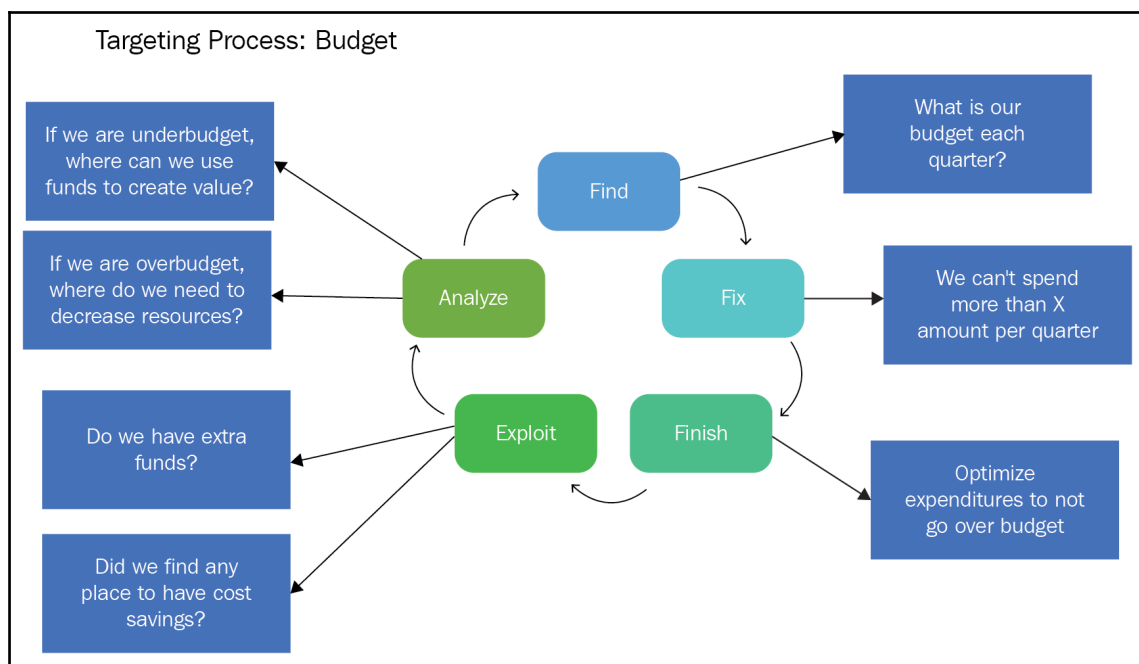 Targeting Process: Budget
What is our
budget each
quarter?
If we are underbudget,
where can we use
funds to create value?
Find
If we are overbudget,
where do we need to
decrease resources?
Analyze
Fix
We can't spend
more than X
amount per quarter
Do we have extra
funds?
Exploit
Finish
Optimize
expenditures to not
go over budget
Did we find any
place to have cost
savings?